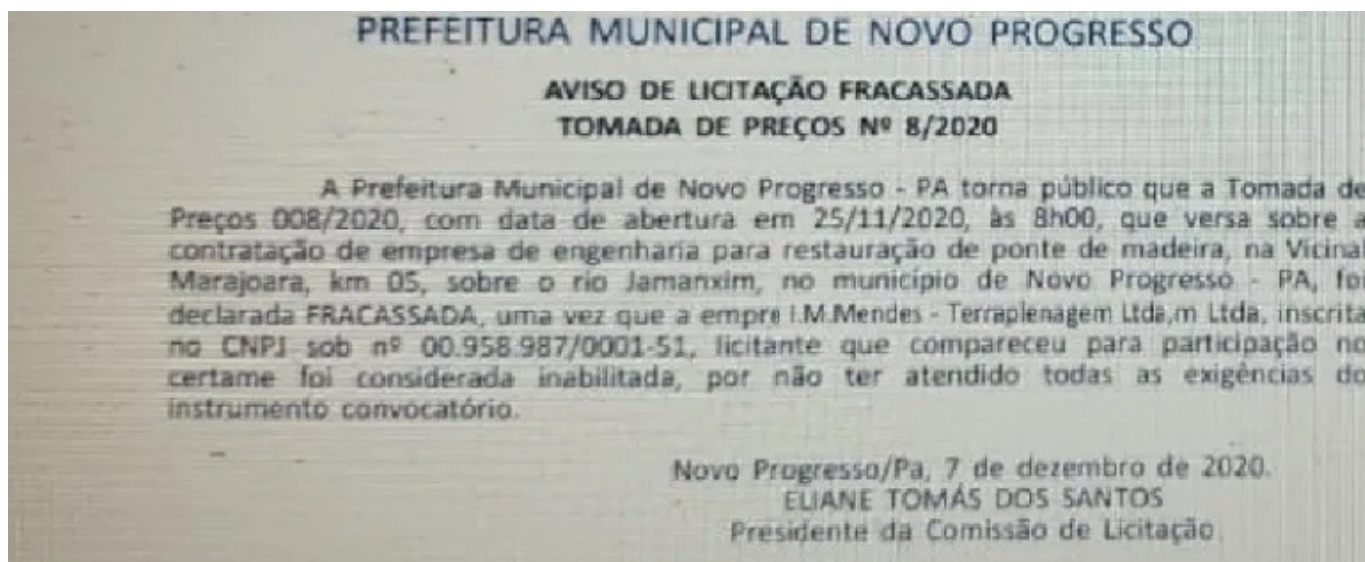 PREFEITURA MUNICIPAL DE NOVO PROGRESSO
AVISO DE LICITAÇÃO FRACASSADA
TOMADA DE PREÇOS Nº 8/2020
A Prefeitura Municipal de Novo Progresso - PA torna público que a Tomada de
Preços 008/2020, com data de abertura em 25/11/2020, às 8h00, que versa sobre a
contratação de empresa de engenharia para restauração de ponte de madeira, na Vicinal
Marajoara, km 05, sobre o rio Jamanxim, no município de Novo Progresso - PA, foi
declarada FRACASSADA, uma vez que a empre I.M.Mendes - Terraplenagem Ltda,m Ltda, inscrita
no CNPJ sob nº 00.958.987/0001-51, licitante que compareceu para participação no
certame foi considerada inabilitada, por não ter atendido todas as exigências do
instrumento convocatório.
Novo Progresso/Pa, 7 de dezembro de 2020.
ELIANE TOMÁS DOS SANTOS
Presidente da Comissão de Licitação